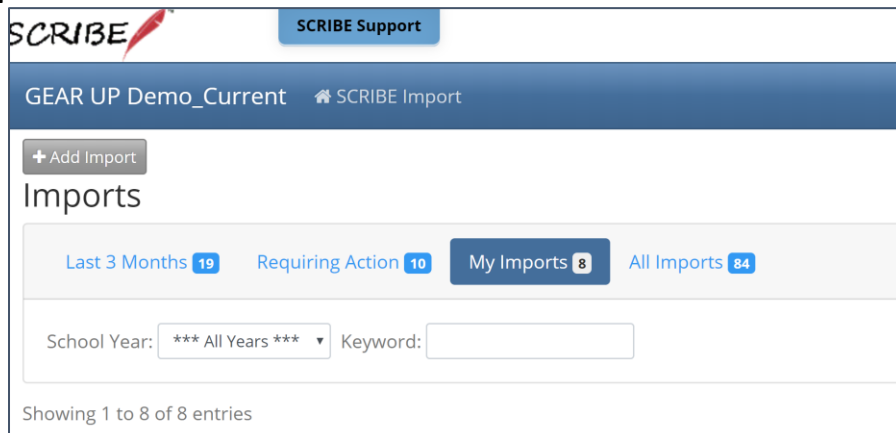 SCRIBE
SCRIBE Support
GEAR UP Demo_Current SCRIBE Import
+ Add Import
Imports
Last 3 Months 19 Requiring Action 10 My Imports 8 All Imports 84
School Year: *** All Years *** Keyword:
Showing 1 to 8 of 8 entries